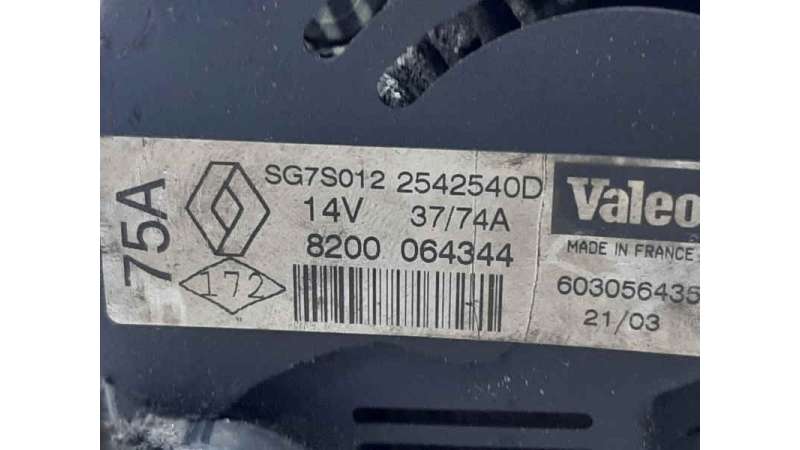 75A
SG7S012 2542540D
14V 37/74A
8200 064344
172
Valeo
MADE IN FRANCE
603056435
21/03